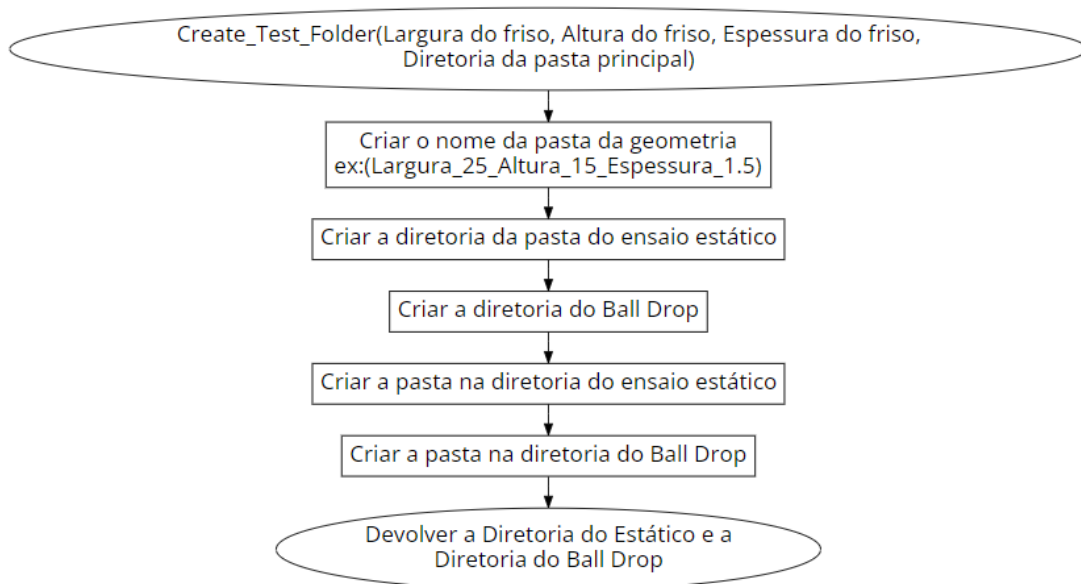 Create_Test_Folder(Largura do friso, Altura do friso, Espessura do friso,
Diretoria da pasta principal)
Criar o nome da pasta da geometria
ex:(Largura_25_Altura_15_Espessura_1.5)
Criar a diretoria da pasta do ensaio estático
Criar a diretoria do Ball Drop
Criar a pasta na diretoria do ensaio estático
Criar a pasta na diretoria do Ball Drop
Devolver a Diretoria do Estático e a
Diretoria do Ball Drop